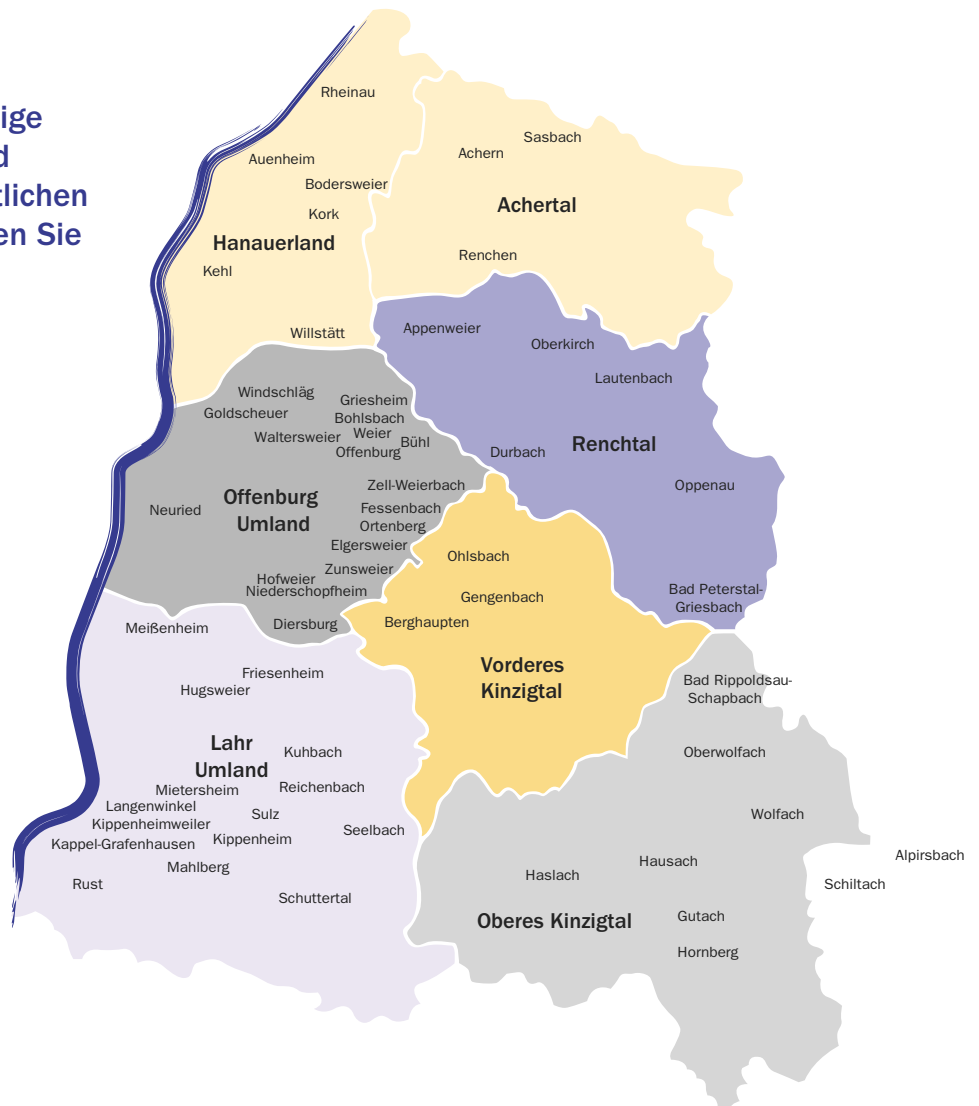 ige
d
tlichen
en Sie
Rheinau
Auenheim
Bodersweier
Kork
Hanauerland
Kehl
Willstätt
Sasbach
Achern
Achertal
Renchen
Appenweier
Oberkirch
Lautenbach
Renchtal
Durbach
Oppenau
Bad Peterstal-
Griesbach
Windschläg
Griesheim
Goldscheuer
Bohlsbach
Waltersweier
Weier
Bühl
Offenburg
Zell-Weierbach
Offenburg
Umland
Neuried
Fessenbach
Ortenberg
Elgersweier
Zunsweier
Hofweier
Niederschopfheim
Diersburg
Ohlsbach
Gengenbach
Berghaupten
Vorderes
Kinzigtal
Meißenheim
Friesenheim
Hugsweier
Lahr
Umland
Kuhbach
Mietersheim
Reichenbach
Langenwinkel
Sulz
Kippenheimweiler
Seelbach
Kappel-Grafenhausen
Kippenheim
Mahlberg
Rust
Schuttertal
Bad Rippoldsau-
Schapbach
Oberwolfach
Wolfach
Alpirsbach
Schiltach
Hausach
Haslach
Oberes Kinzigtal
Gutach
Hornberg